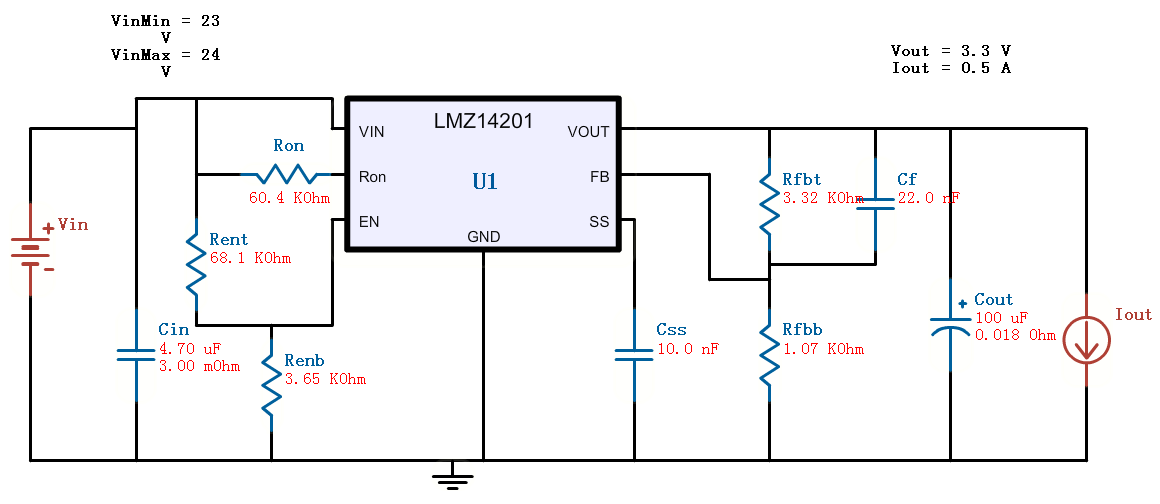 VinMin = 23
V
VinMax = 24
V
Vout = 3.3 V
Iout = 0.5 A
LMZ14201
U1
VIN
Ron
EN
GND
VOUT
FB
SS
Ron
60.4 KOhm
Rent
68.1 KOhm
+
Vin
-
Cin
4.70 uF
3.00 mOhm
Renb
3.65 KOhm
Css
10.0 nF
Rfbt
3.32 KOhm
Cf
22.0 nF
Rfbb
1.07 KOhm
+
Cout
100 uF
0.018 Ohm
Iout